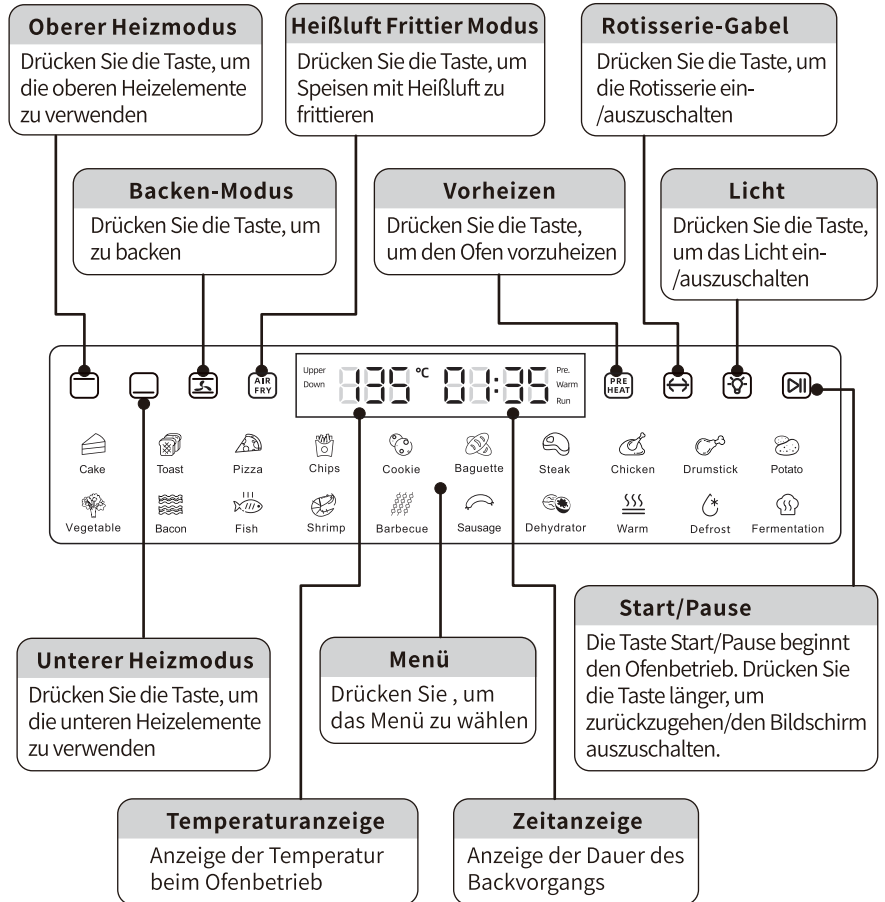 Oberer Heizmodus
Drücken Sie die Taste, um
die oberen Heizelemente
zu verwenden
Heißluft Frittier Modus
Drücken Sie die Taste, um
Speisen mit Heißluft zu
frittieren
Rotisserie-Gabel
Drücken Sie die Taste, um
die Rotisserie ein-
/auszuschalten
Backen-Modus
Drücken Sie die Taste, um
zu backen
Vorheizen
Drücken Sie die Taste,
um den Ofen vorzuheizen
Licht
Drücken Sie die Taste,
um das Licht ein-
/auszuschalten
AIR
FRY
Upper
Down
135 °C 01:35
Pre.
Warm
Run
PRE
HEAT
Cake Toast Pizza Chips Cookie Baguette Steak Chicken Drumstick Potato
Vegetable Bacon Fish Shrimp Barbecue Sausage Dehydrator Warm Defrost Fermentation
Unterer Heizmodus
Drücken Sie die Taste, um
die unteren Heizelemente
zu verwenden
Menü
Drücken Sie , um
das Menü zu wählen
Start/Pause
Die Taste Start/Pause beginnt
den Ofenbetrieb. Drücken Sie
die Taste länger, um
zurückzugehen/den Bildschirm
auszuschalten.
Temperaturanzeige
Anzeige der Temperatur
beim Ofenbetrieb
Zeitanzeige
Anzeige der Dauer des
Backvorgangs